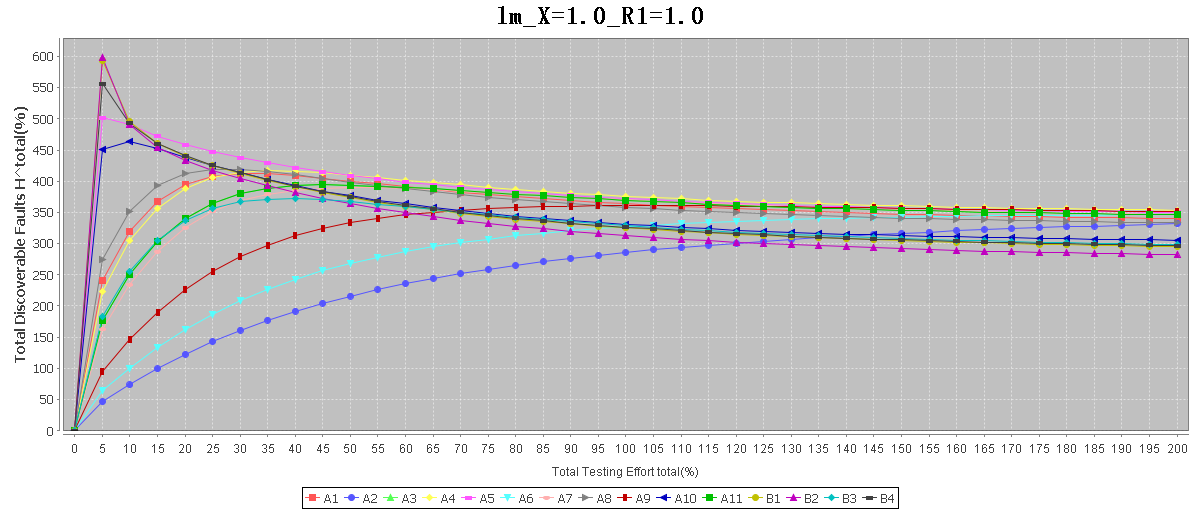 lm_X=1.0_R1=1.0
Total Discoverable Faults H^total(%)
600
550
500
450
400
350
300
250
200
150
100
50
0
0 5 10 15 20 25 30 35 40 45 50 55 60 65 70 75 80 85 90 95 100 105 110 115 120 125 130 135 140 145 150 155 160 165 170 175 180 185 190 195 200
Total Testing Effort total(%)
A1 A2 A3 A4 A5 A6 A7 A8 A9 A10 A11 B1 B2 B3 B4